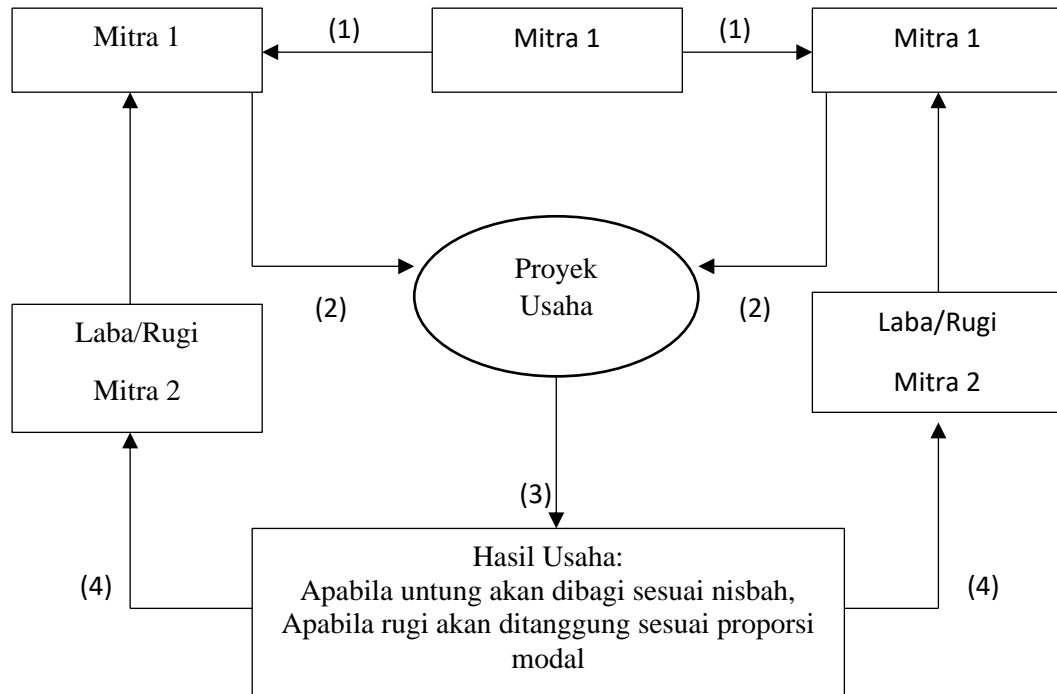 Mitra 1
(1)
Mitra 1
(1)
Mitra 1
Proyek
Usaha
(2)
(2)
Laba/Rugi
Mitra 2
Laba/Rugi
Mitra 2
(3)
Hasil Usaha:
Apabila untung akan dibagi sesuai nisbah,
Apabila rugi akan ditanggung sesuai proporsi
modal
(4)
(4)